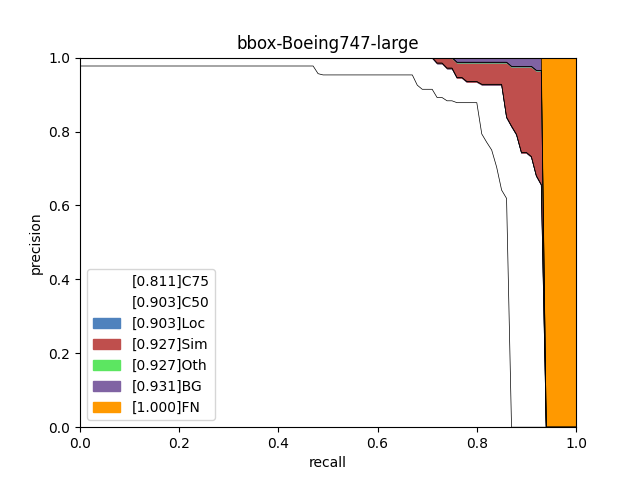 bbox-Boeing747-large
1.0
0.8
0.6
0.4
0.2
0.0
precision
[0.811]C75
[0.903]C50
[0.903]Loc
[0.927]Sim
[0.927]Oth
[0.931]BG
[1.000]FN
0.0 0.2 0.4 0.6 0.8 1.0
recall